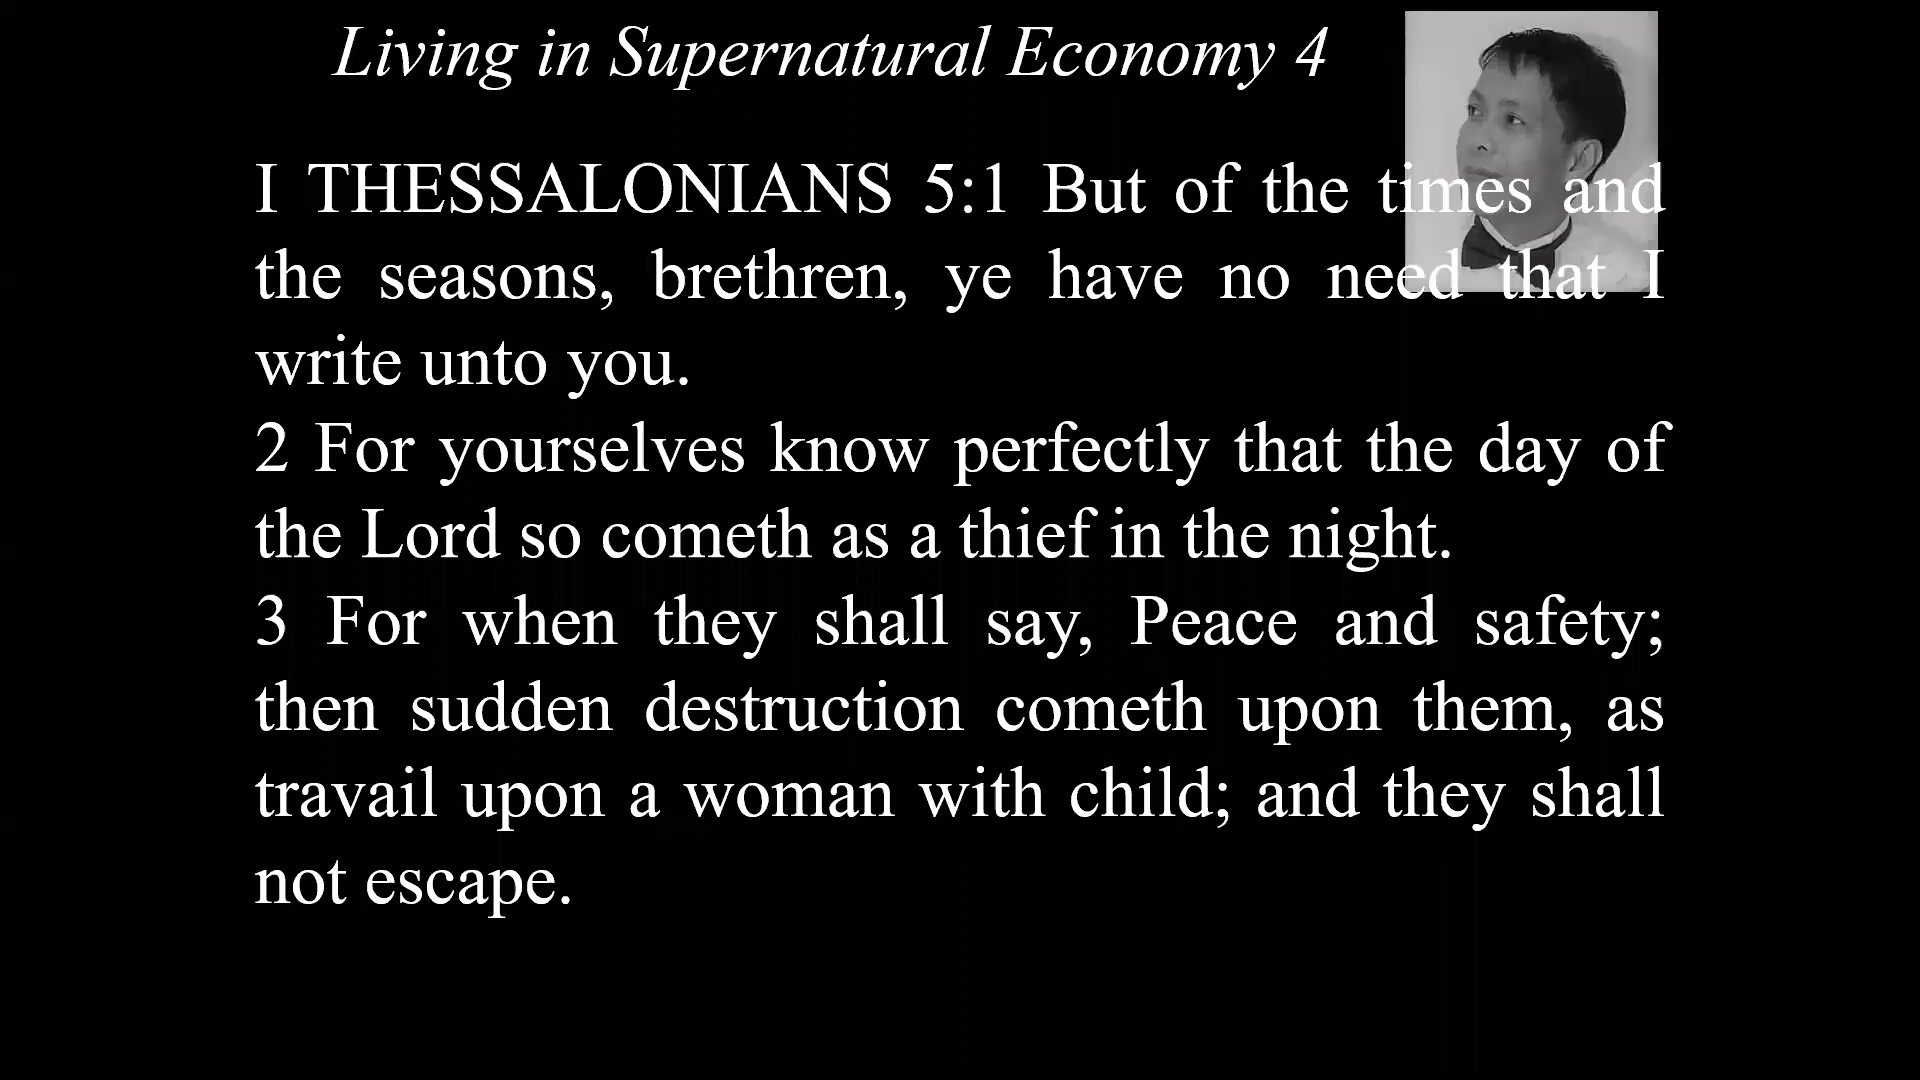 Living in Supernatural Economy 4
I THESSALONIANS 5:1 But of the times and
the seasons, brethren, ye have no need that I
write unto you.
2 For yourselves know perfectly that the day of
the Lord so cometh as a thief in the night.
3 For when they shall say, Peace and safety;
then sudden destruction cometh upon them, as
travail upon a woman with child; and they shall
not escape.